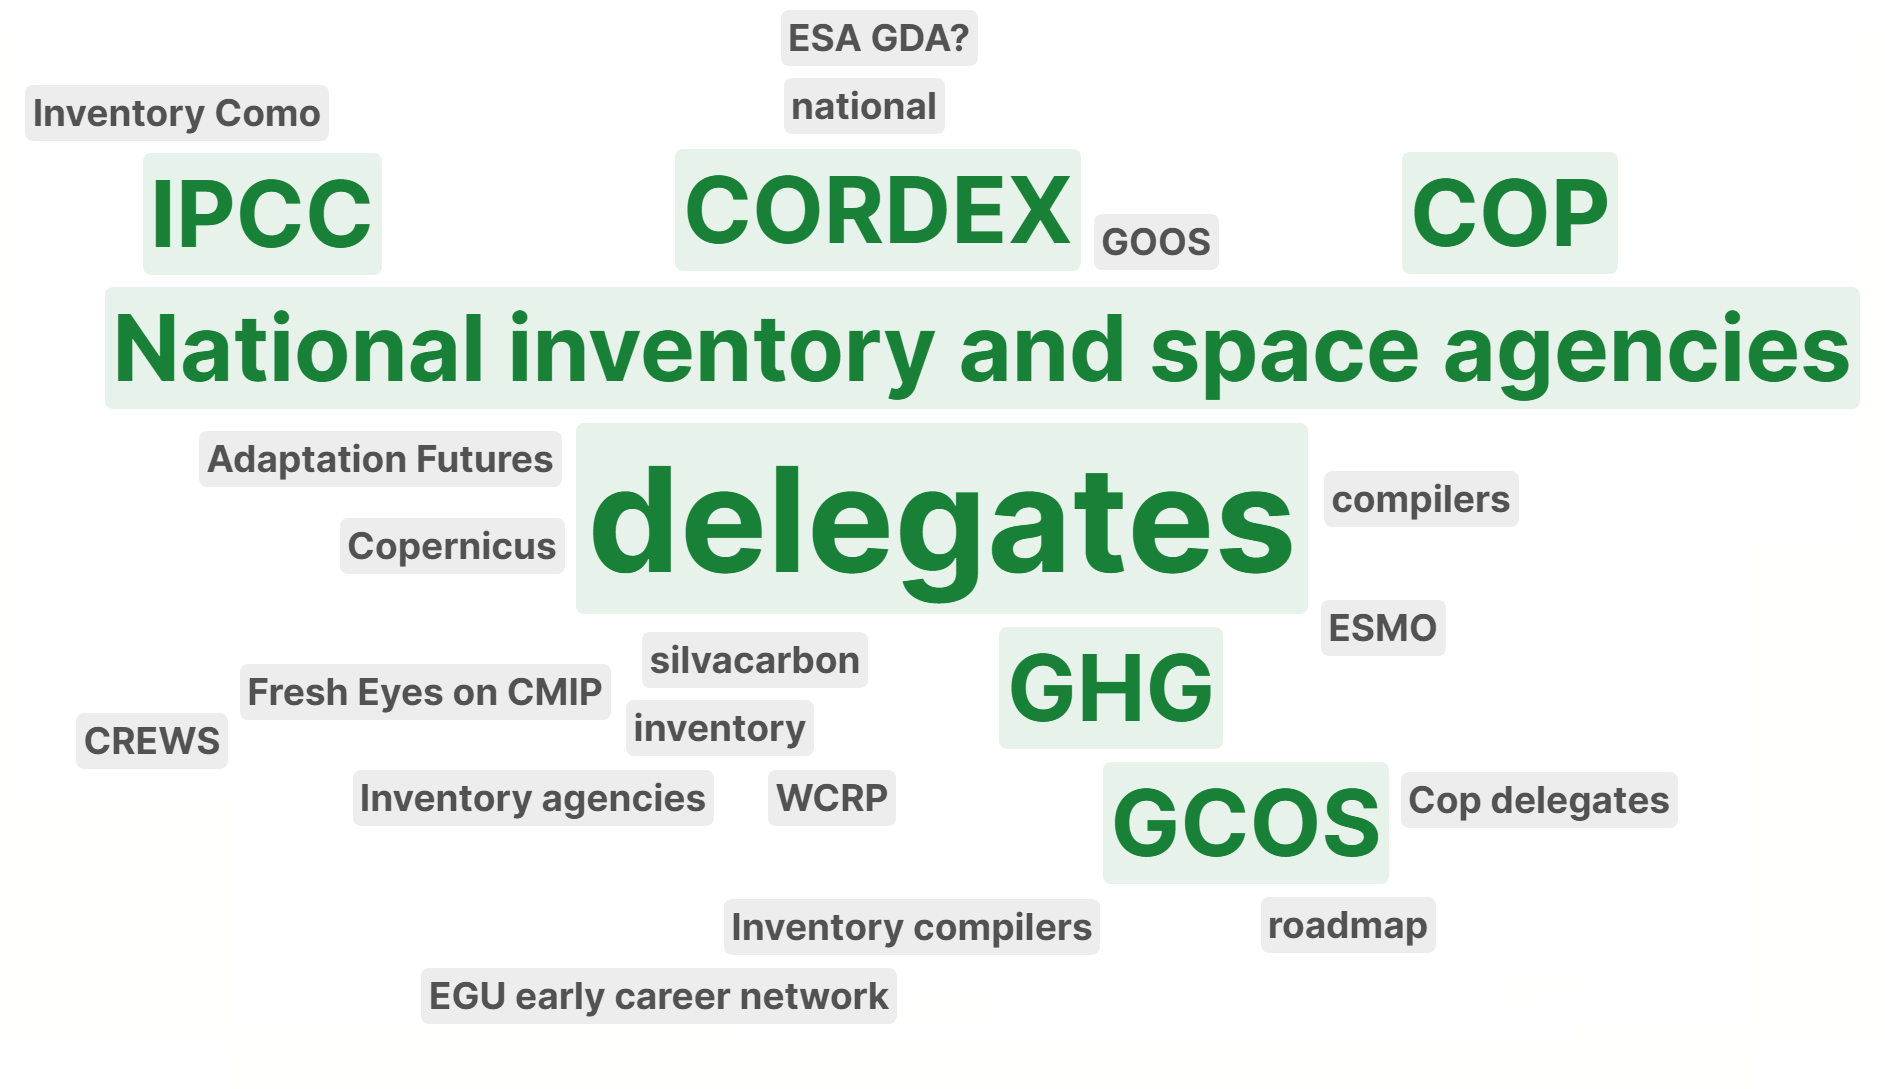 ESA GDA?
national
Inventory Como
IPCC
CORDEX
GOOS
COP
National inventory and space agencies
Adaptation Futures
delegates
compilers
Copernicus
ESMO
silvacarbon
GHG
Fresh Eyes on CMIP
inventory
CREWS
Inventory agencies
WCRP
GCOS
Cop delegates
Inventory compilers
roadmap
EGU early career network